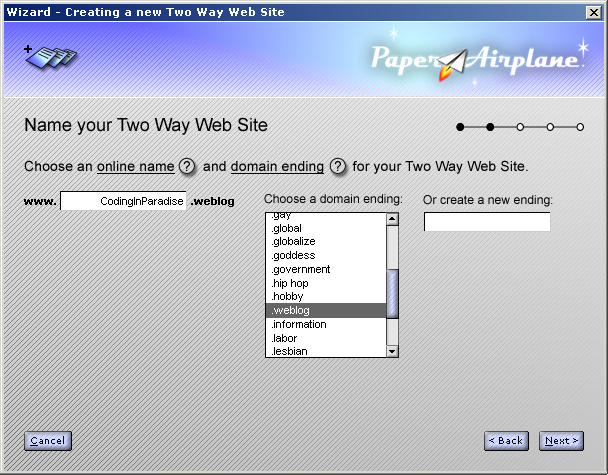 Wizard - Creating a new Two Way Web Site
Paper Airplane
Name your Two Way Web Site
Choose an online name ? and domain ending ? for your Two Way Web Site.
www. CodingInParadise .weblog
Choose a domain ending:
.gay
.global
.globalize
.goddess
.government
.hip hop
.hobby
.weblog
.information
.labor
.lesbian
Or create a new ending:
Cancel
< Back
Next >